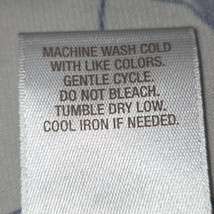 MACHINE WASH COLD
WITH LIKE COLORS.
GENTLE CYCLE.
DO NOT BLEACH.
TUMBLE DRY LOW.
COOL IRON IF NEEDED.